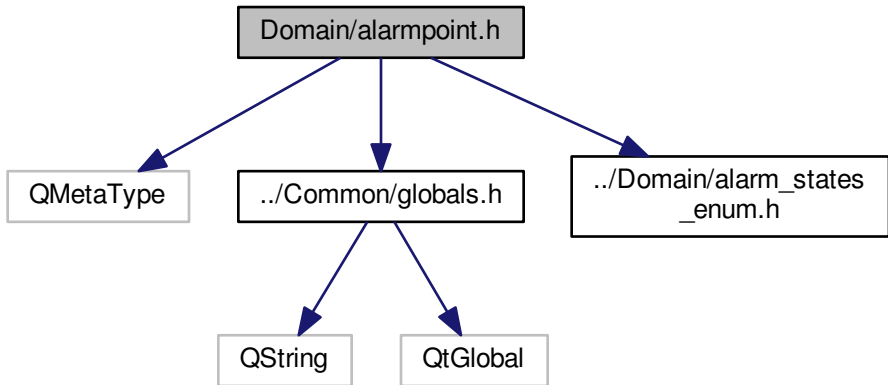 Domain/alarmpoint.h
QMetaType
../Common/globals.h
../Domain/alarm_states
_enum.h
QString
QtGlobal